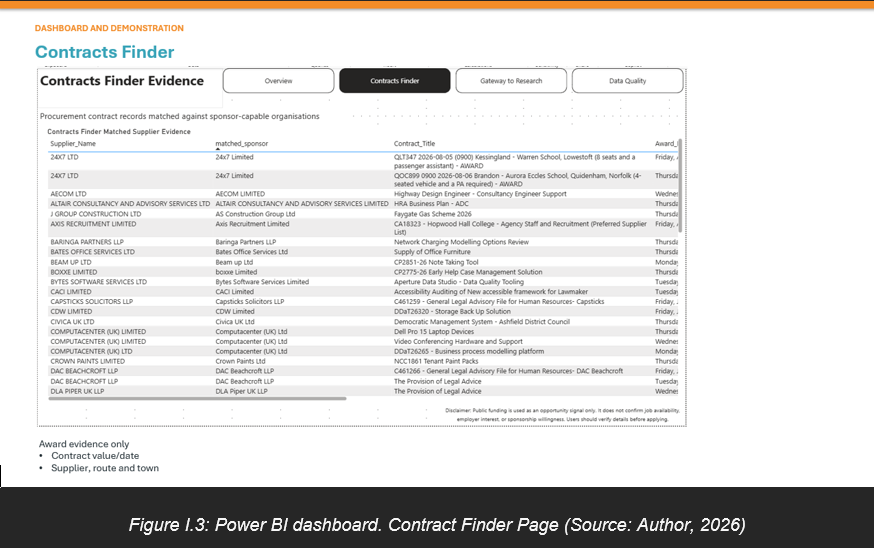 DASHBOARD AND DEMONSTRATION
Contracts Finder
Contracts Finder Evidence
Overview
Contracts Finder
Gateway to Research
Data Quality
Procurement contract records matched against sponsor-capable organisations
Contracts Finder Matched Supplier Evidence
Supplier_Name matched_sponsor Contract_Title Award_
24X7 LTD 24x7 Limited QLT347 2026-08-05 (0900) Kessingland - Warren School, Lowestoft (8 seats and a
passenger assistant) - AWARD Friday,
24X7 LTD 24x7 Limited QOC899 0900 2026-08-06 Brandon - Aurora Eccles School, Quidenham, Norfolk (4-
seated vehicle and a PA required) - AWARD Thursda
AECOM LTD AECOM LIMITED Highway Design Engineer - Consultancy Engineer Support Wednes
ALTAIR CONSULTANCY AND ADVISORY SERVICES LTD ALTAIR CONSULTANCY AND ADVISORY SERVICES LIMITED HRA Business Plan - ADC Thursda
J GROUP CONSTRUCTION LTD AS Construction Group Ltd Faygate Gas Scheme 2026 Thursda
AXIS RECRUITMENT LIMITED Axis Recruitment Limited CA18323 - Hopwood Hall College - Agency Staff and Recruitment (Preferred Supplier
List) Friday,
BARINGA PARTNERS LLP Baringa Partners LLP Network Charging Modelling Options Review Thursda
BATES OFFICE SERVICES LTD Bates Office Services Ltd Supply of Office Furniture Thursda
BEAM UP LTD Beam up Ltd CP2851-26 Note Taking Tool Monday
BOXXE LIMITED boxxe Limited CP2775-26 Early Help Case Management Solution Thursda
BYTES SOFTWARE SERVICES LTD Bytes Software Services Limited Aperture Data Studio - Data Quality Tooling Tuesday
CACI LIMITED CACI Limited Accessibility Auditing of New accessible framework for Lawmaker Tuesday
CAPSTICKS SOLICITORS LLP Capsticks Solicitors LLP C461259 - General Legal Advisory File for Human Resources- Capsticks Friday,
CDW LIMITED CDW Limited DDaT26320 - Storage Back Up Solution Friday,
CIVICA UK LTD Civica UK Ltd Democratic Management System - Ashfield District Council Thursda
COMPUTACENTER (UK) LIMITED Computacenter (UK) Ltd Dell Pro 15 Laptop Devices Thursda
COMPUTACENTER (UK) LIMITED Computacenter (UK) Ltd Video Conferencing Hardware and Support Wednes
COMPUTACENTER (UK) LTD Computacenter (UK) Ltd DDaT26265 - Business process modelling platform Monday
CROWN PAINTS LIMITED Crown Paints Ltd NCC1861 Tenant Paint Packs Thursda
DAC BEACHCROFT LLP DAC Beachcroft LLP C461266 - General Legal Advisory File for Human Resources- DAC Beachcroft Friday,
DAC BEACHCROFT LLP DAC Beachcroft LLP The Provision of Legal Advice Tuesday
DLA PIPER UK LLP DLA Piper UK LLP The Provision of Legal Advice Wednes
Disclaimer: Public funding is used as an opportunity signal only. It does not confirm job availability,
employer interest, or sponsorship willingness. Users should verify details before applying.
Award evidence only
• Contract value/date
• Supplier, route and town
Figure I.3: Power BI dashboard. Contract Finder Page (Source: Author, 2026)